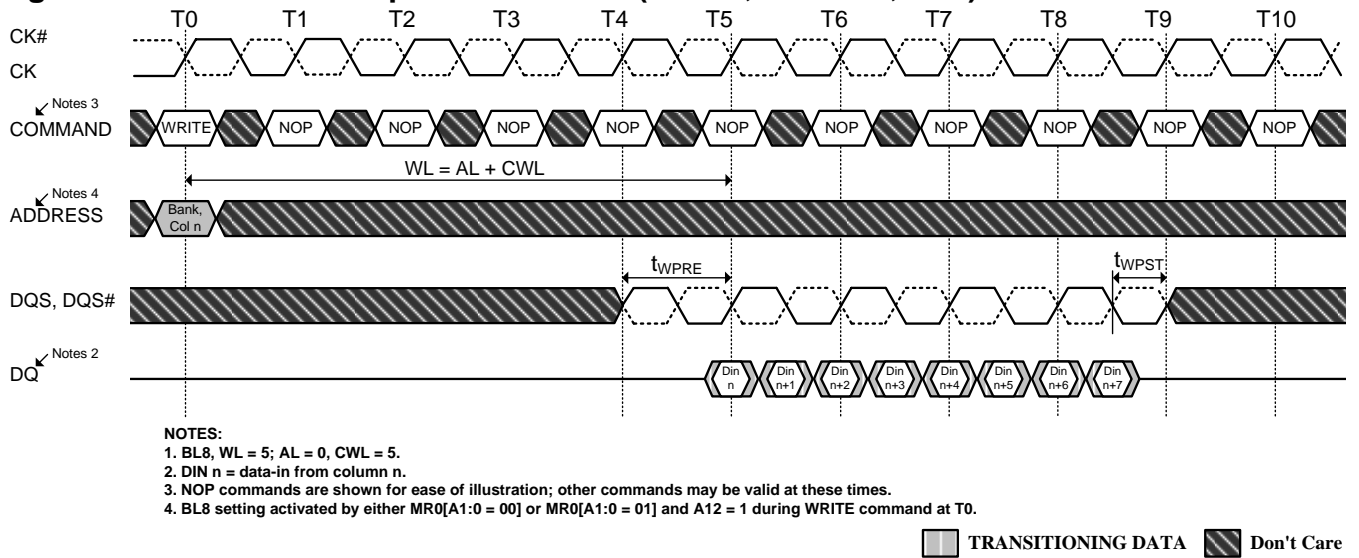 T0 T1 T2 T3 T4 T5 T6 T7 T8 T9 T10
CK#
CK
Notes 3
COMMAND
WRITE NOP NOP NOP NOP NOP NOP NOP NOP NOP NOP
WL = AL + CWL
Notes 4
ADDRESS
Bank,
Col n
tWPRE
tWPST
DQS, DQS#
Notes 2
DQ
Din Din Din Din Din Din Din Din
n n+1 n+2 n+3 n+4 n+5 n+6 n+7
NOTES:
1. BL8, WL = 5; AL = 0, CWL = 5.
2. DIN n = data-in from column n.
3. NOP commands are shown for ease of illustration; other commands may be valid at these times.
4. BL8 setting activated by either MR0[A1:0 = 00] or MR0[A1:0 = 01] and A12 = 1 during WRITE command at T0.
TRANSITIONING DATA
Don't Care